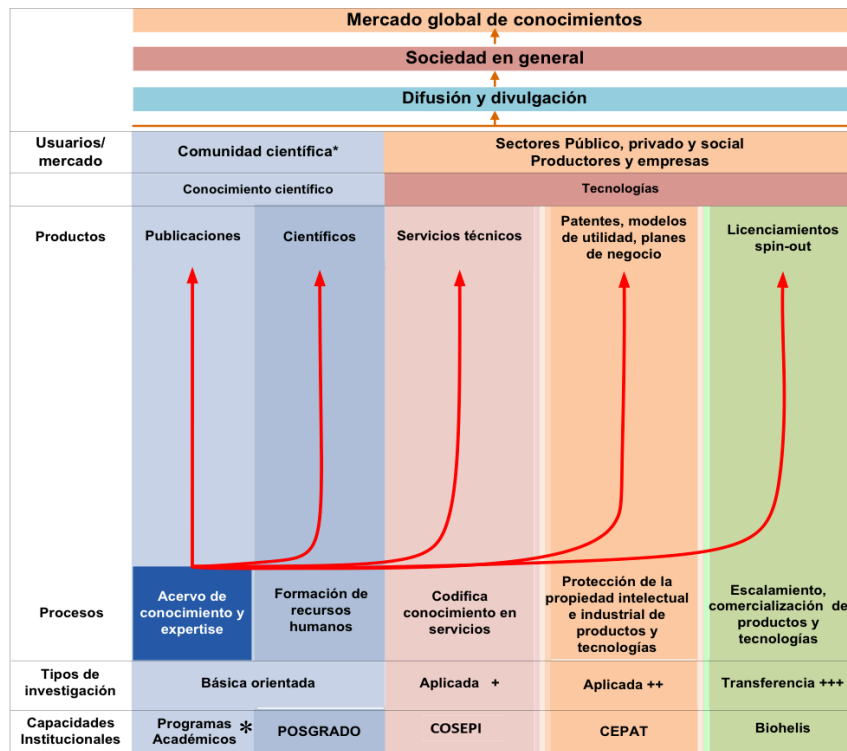 Mercado global de conocimientos
Sociedad en general
Difusión y divulgación
Usuarios/
mercado
Comunidad científica*
Sectores Público, privado y social
Productores y empresas
Conocimiento científico
Tecnologías
Productos
Publicaciones
Científicos
Servicios técnicos
Patentes, modelos
de utilidad, planes
de negocio
Licenciamientos
spin-out
Procesos
Acervo de
conocimiento y
expertise
Formación de
recursos
humanos
Codifica
conocimiento en
servicios
Protección de la
propiedad intelectual
e industrial de
productos y
tecnologías
Escalamiento,
comercialización de
productos y
tecnologías
Tipos de
investigación
Básica orientada
Aplicada +
Aplicada ++
Transferencia +++
Capacidades
Institucionales
Programas *
Académicos
POSGRADO
COSEPI
CEPAT
Biohelis